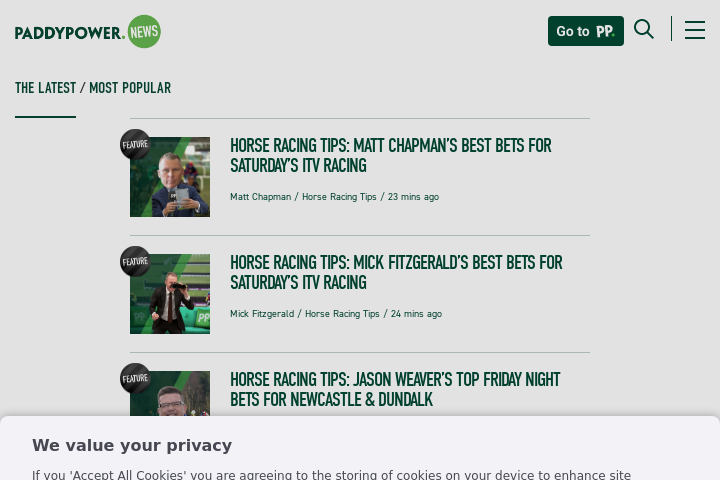 PADDYPOWER. NEWS
Go to PP.
THE LATEST / MOST POPULAR
FEATURE
HORSE RACING TIPS: MATT CHAPMAN'S BEST BETS FOR
SATURDAY'S ITV RACING
Matt Chapman / Horse Racing Tips / 23 mins ago
FEATURE
HORSE RACING TIPS: MICK FITZGERALD'S BEST BETS FOR
SATURDAY'S ITV RACING
Mick Fitzgerald / Horse Racing Tips / 24 mins ago
FEATURE
HORSE RACING TIPS: JASON WEAVER'S TOP FRIDAY NIGHT
BETS FOR NEWCASTLE & DUNDALK
We value your privacy
If you 'Accept All Cookies' you are agreeing to the storing of cookies on your device to enhance site